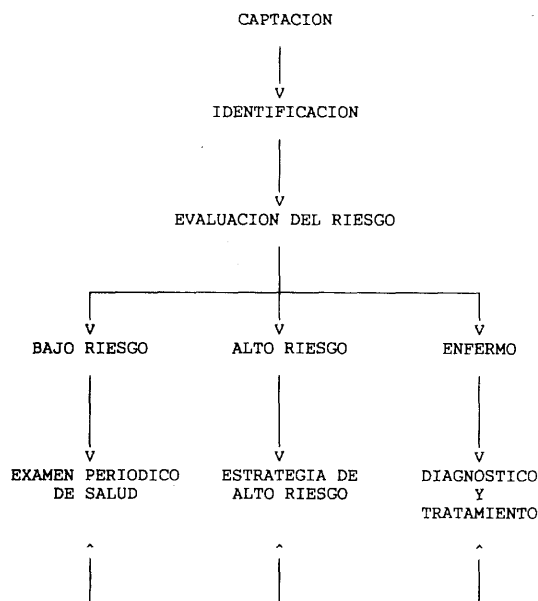 CAPTACION
IDENTIFICACION
EVALUACION DEL RIESGO
BAJO RIESGO
ALTO RIESGO
ENFERMO
EXAMEN PERIODICO
DE SALUD
ESTRATEGIA DE
ALTO RIESGO
DIAGNOSTICO
Y
TRATAMIENTO